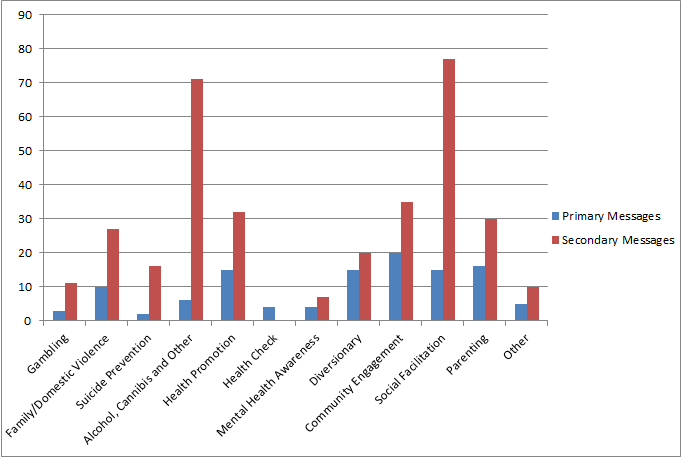 90
80
70
60
50
40
30
20
10
0
Gambling
Family/Domestic Violence
Suicide Prevention
Alcohol, Cannibis and Other
Health Promotion
Health Check
Mental Health Awareness
Diversionary
Community Engagement
Social Facilitation
Parenting
Other
Primary Messages
Secondary Messages